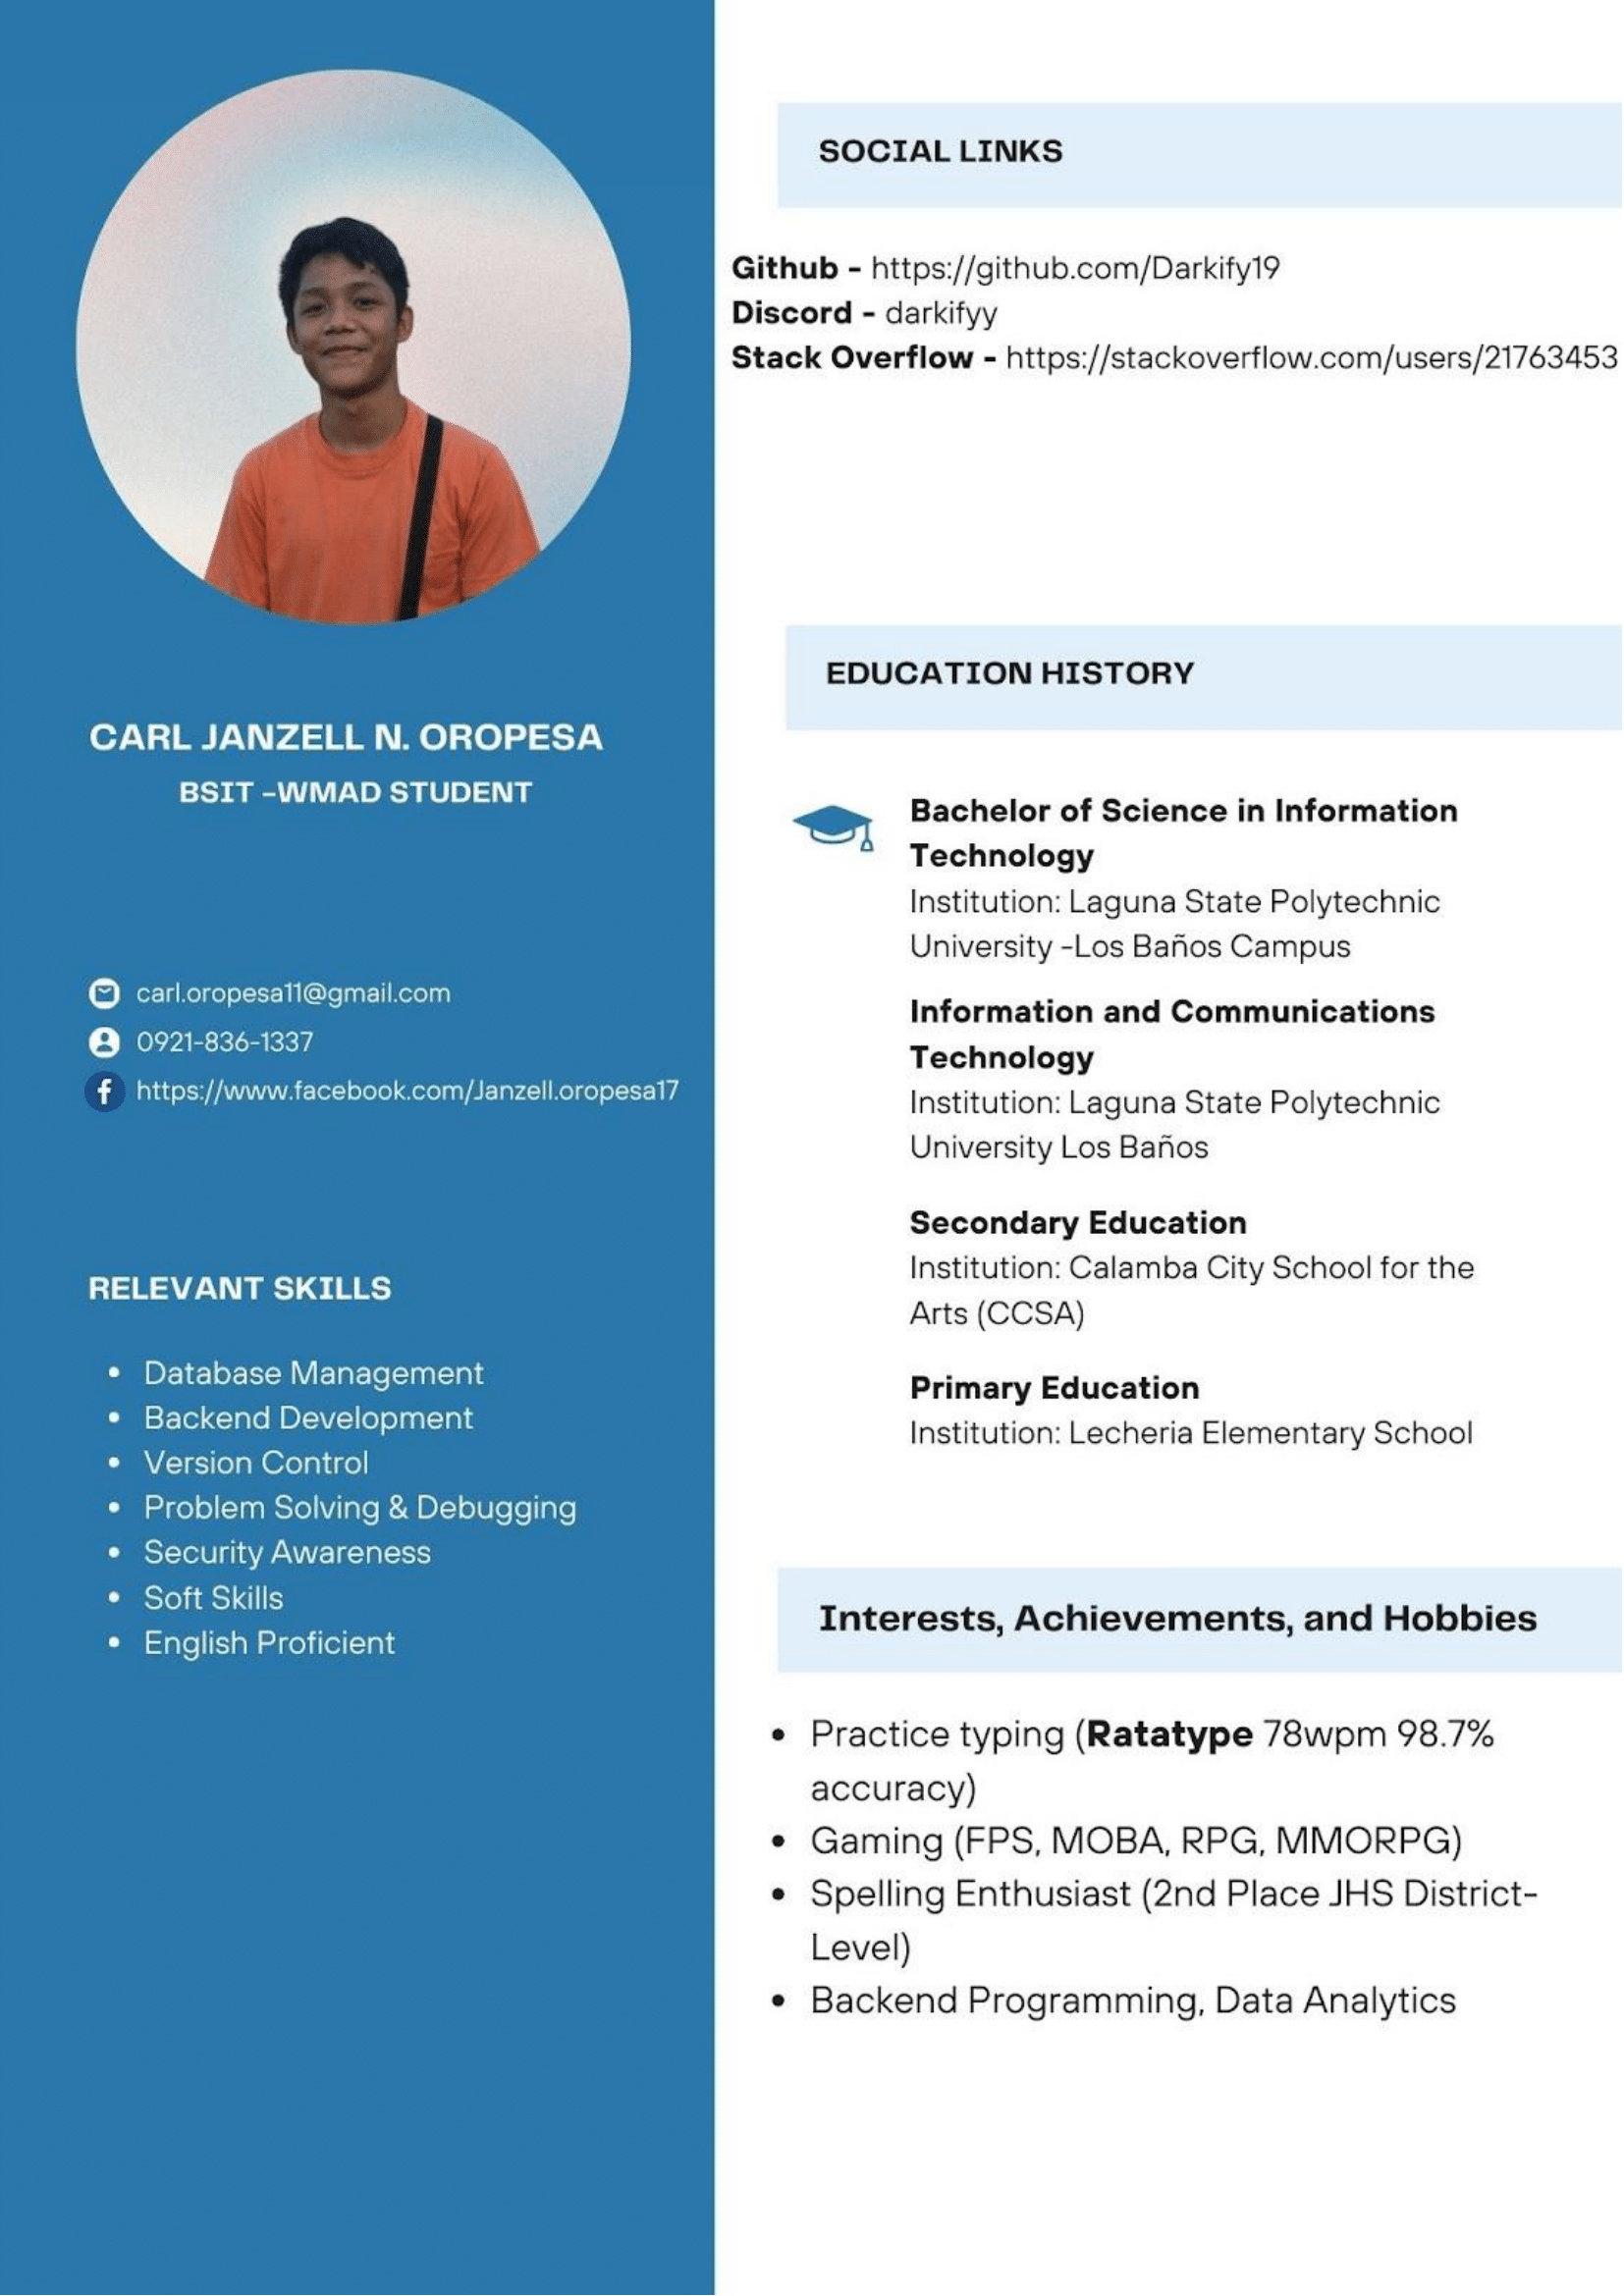 CARL JANZELL N. OROPESA
BSIT -WMAD STUDENT
carl.oropesa11@gmail.com
0921-836-1337
https://www.facebook.com/Janzell.oropesa17
RELEVANT SKILLS
• Database Management
• Backend Development
• Version Control
• Problem Solving & Debugging
• Security Awareness
• Soft Skills
• English Proficient
SOCIAL LINKS
Github - https://github.com/Darkify19
Discord - darkifyy
Stack Overflow - https://stackoverflow.com/users/21763453
EDUCATION HISTORY
Bachelor of Science in Information
Technology
Institution: Laguna State Polytechnic
University -Los Baños Campus
Information and Communications
Technology
Institution: Laguna State Polytechnic
University Los Baños
Secondary Education
Institution: Calamba City School for the
Arts (CCSA)
Primary Education
Institution: Lecheria Elementary School
Interests, Achievements, and Hobbies
• Practice typing (Ratatype 78wpm 98.7%
accuracy)
• Gaming (FPS, MOBA, RPG, MMORPG)
• Spelling Enthusiast (2nd Place JHS District-
Level)
• Backend Programming, Data Analytics